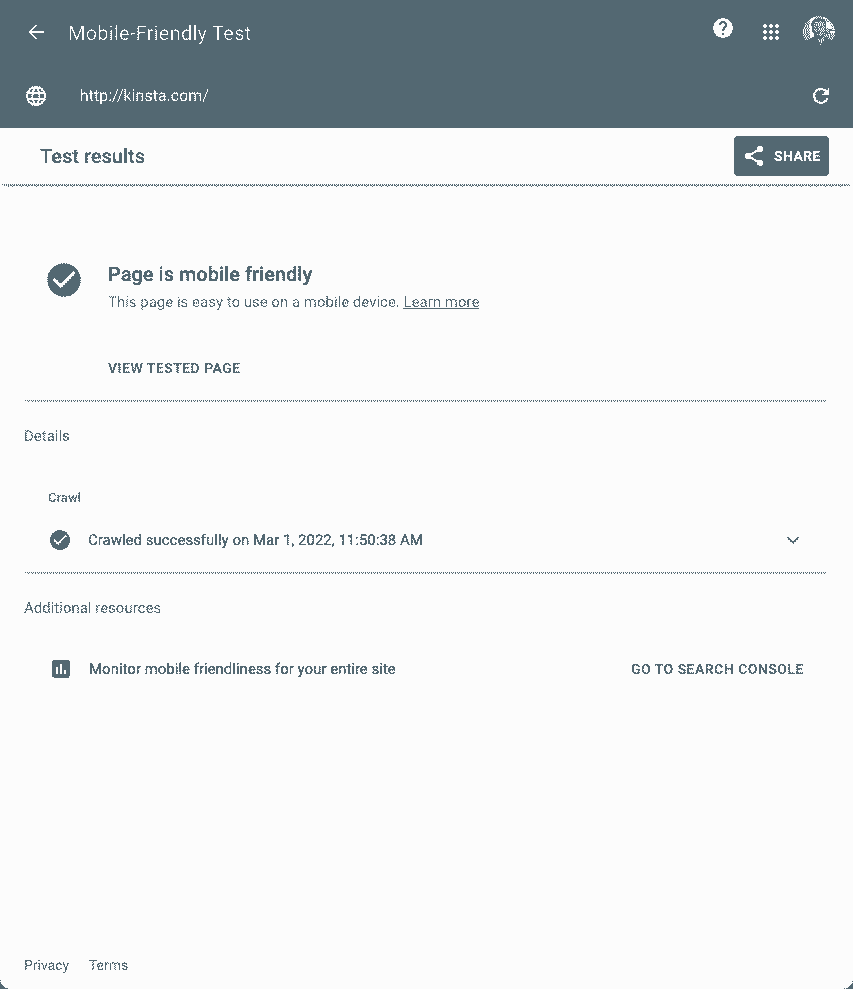 Mobile-Friendly Test
http://kinsta.com/
Test results
SHARE
Page is mobile friendly
This page is easy to use on a mobile device. Learn more
VIEW TESTED PAGE
Details
Crawl
Crawled successfully on Mar 1, 2022, 11:50:38 AM
Additional resources
Monitor mobile friendliness for your entire site
GO TO SEARCH CONSOLE
Privacy Terms